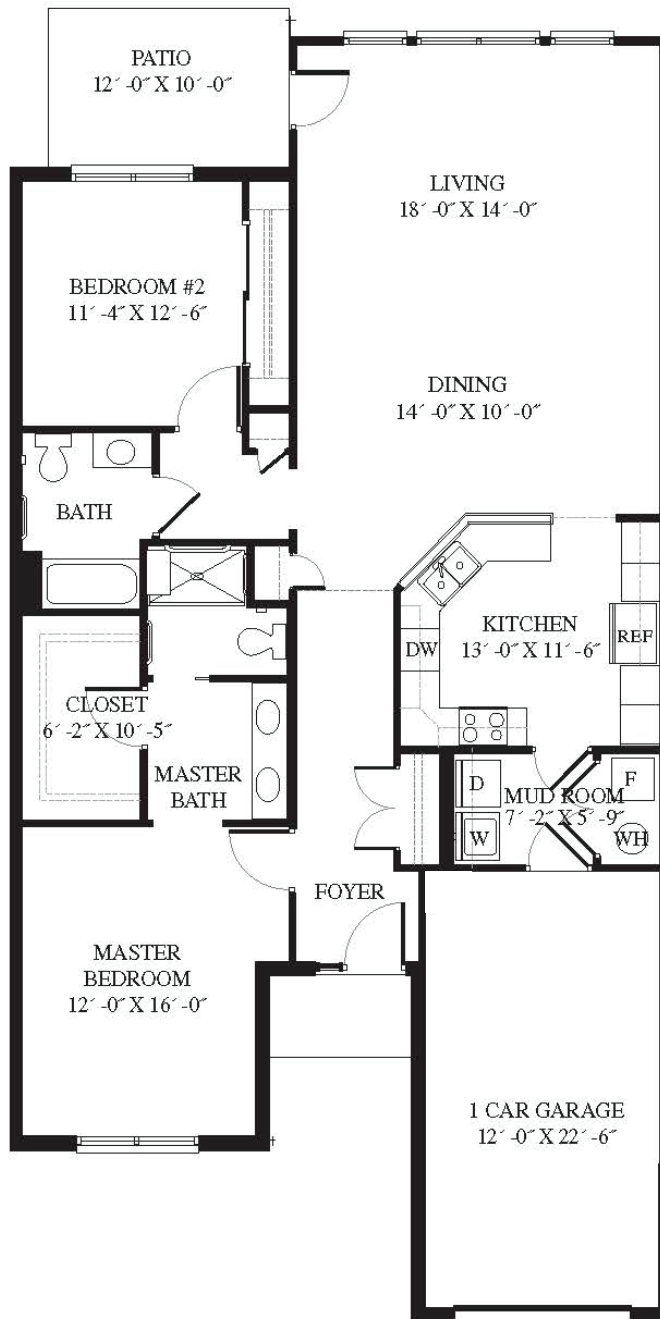 PATIO
12´-0˝ X 10´-0˝
LIVING
18´-0˝ X 14´-0˝
BEDROOM #2
11´-4˝ X 12´-6˝
DINING
14´-0˝ X 10´-0˝
BATH
KITCHEN
13´-0˝ X 11´-6˝
REF
DW
CLOSET
6´-2˝ X 10´-5˝
MASTER
BATH
D
F
MUD ROOM
7´-2˝ X 5´-9˝
W
WH
FOYER
MASTER
BEDROOM
12´-0˝ X 16´-0˝
1 CAR GARAGE
12´-0˝ X 22´-6˝